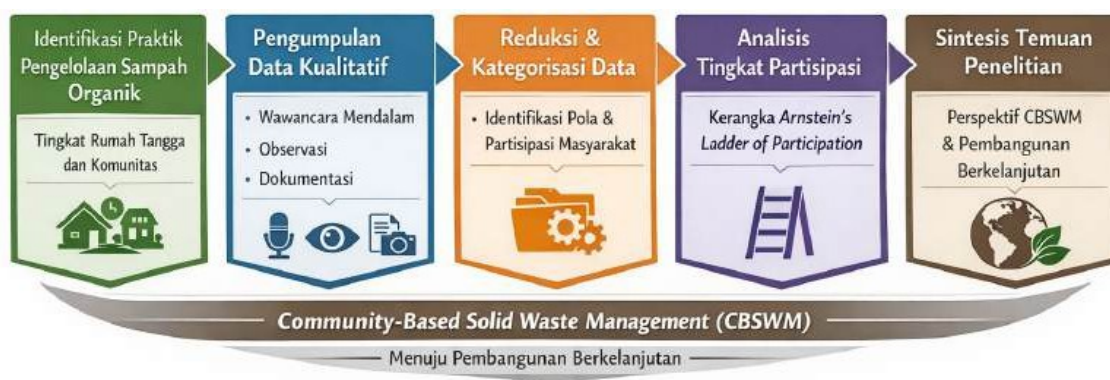 Identifikasi Praktik
Pengelolaan Sampah
Organik
Tingkat Rumah Tangga
dan Komunitas
Pengumpulan
Data Kualitatif
• Wawancara Mendalam
• Observasi
• Dokumentasi
Reduksi &
Kategorisasi Data
• Identifikasi Pola &
Partisipasi Masyarakat
Analisis
Tingkat Partisipasi
Kerangka Arnstein's
Ladder of Participation
Sintesis Temuan
Penelitian
Perspektif CBSWM
& Pembangunan
Berkelanjutan
Community-Based Solid Waste Management (CBSWM)
Menuju Pembangunan Berkelanjutan